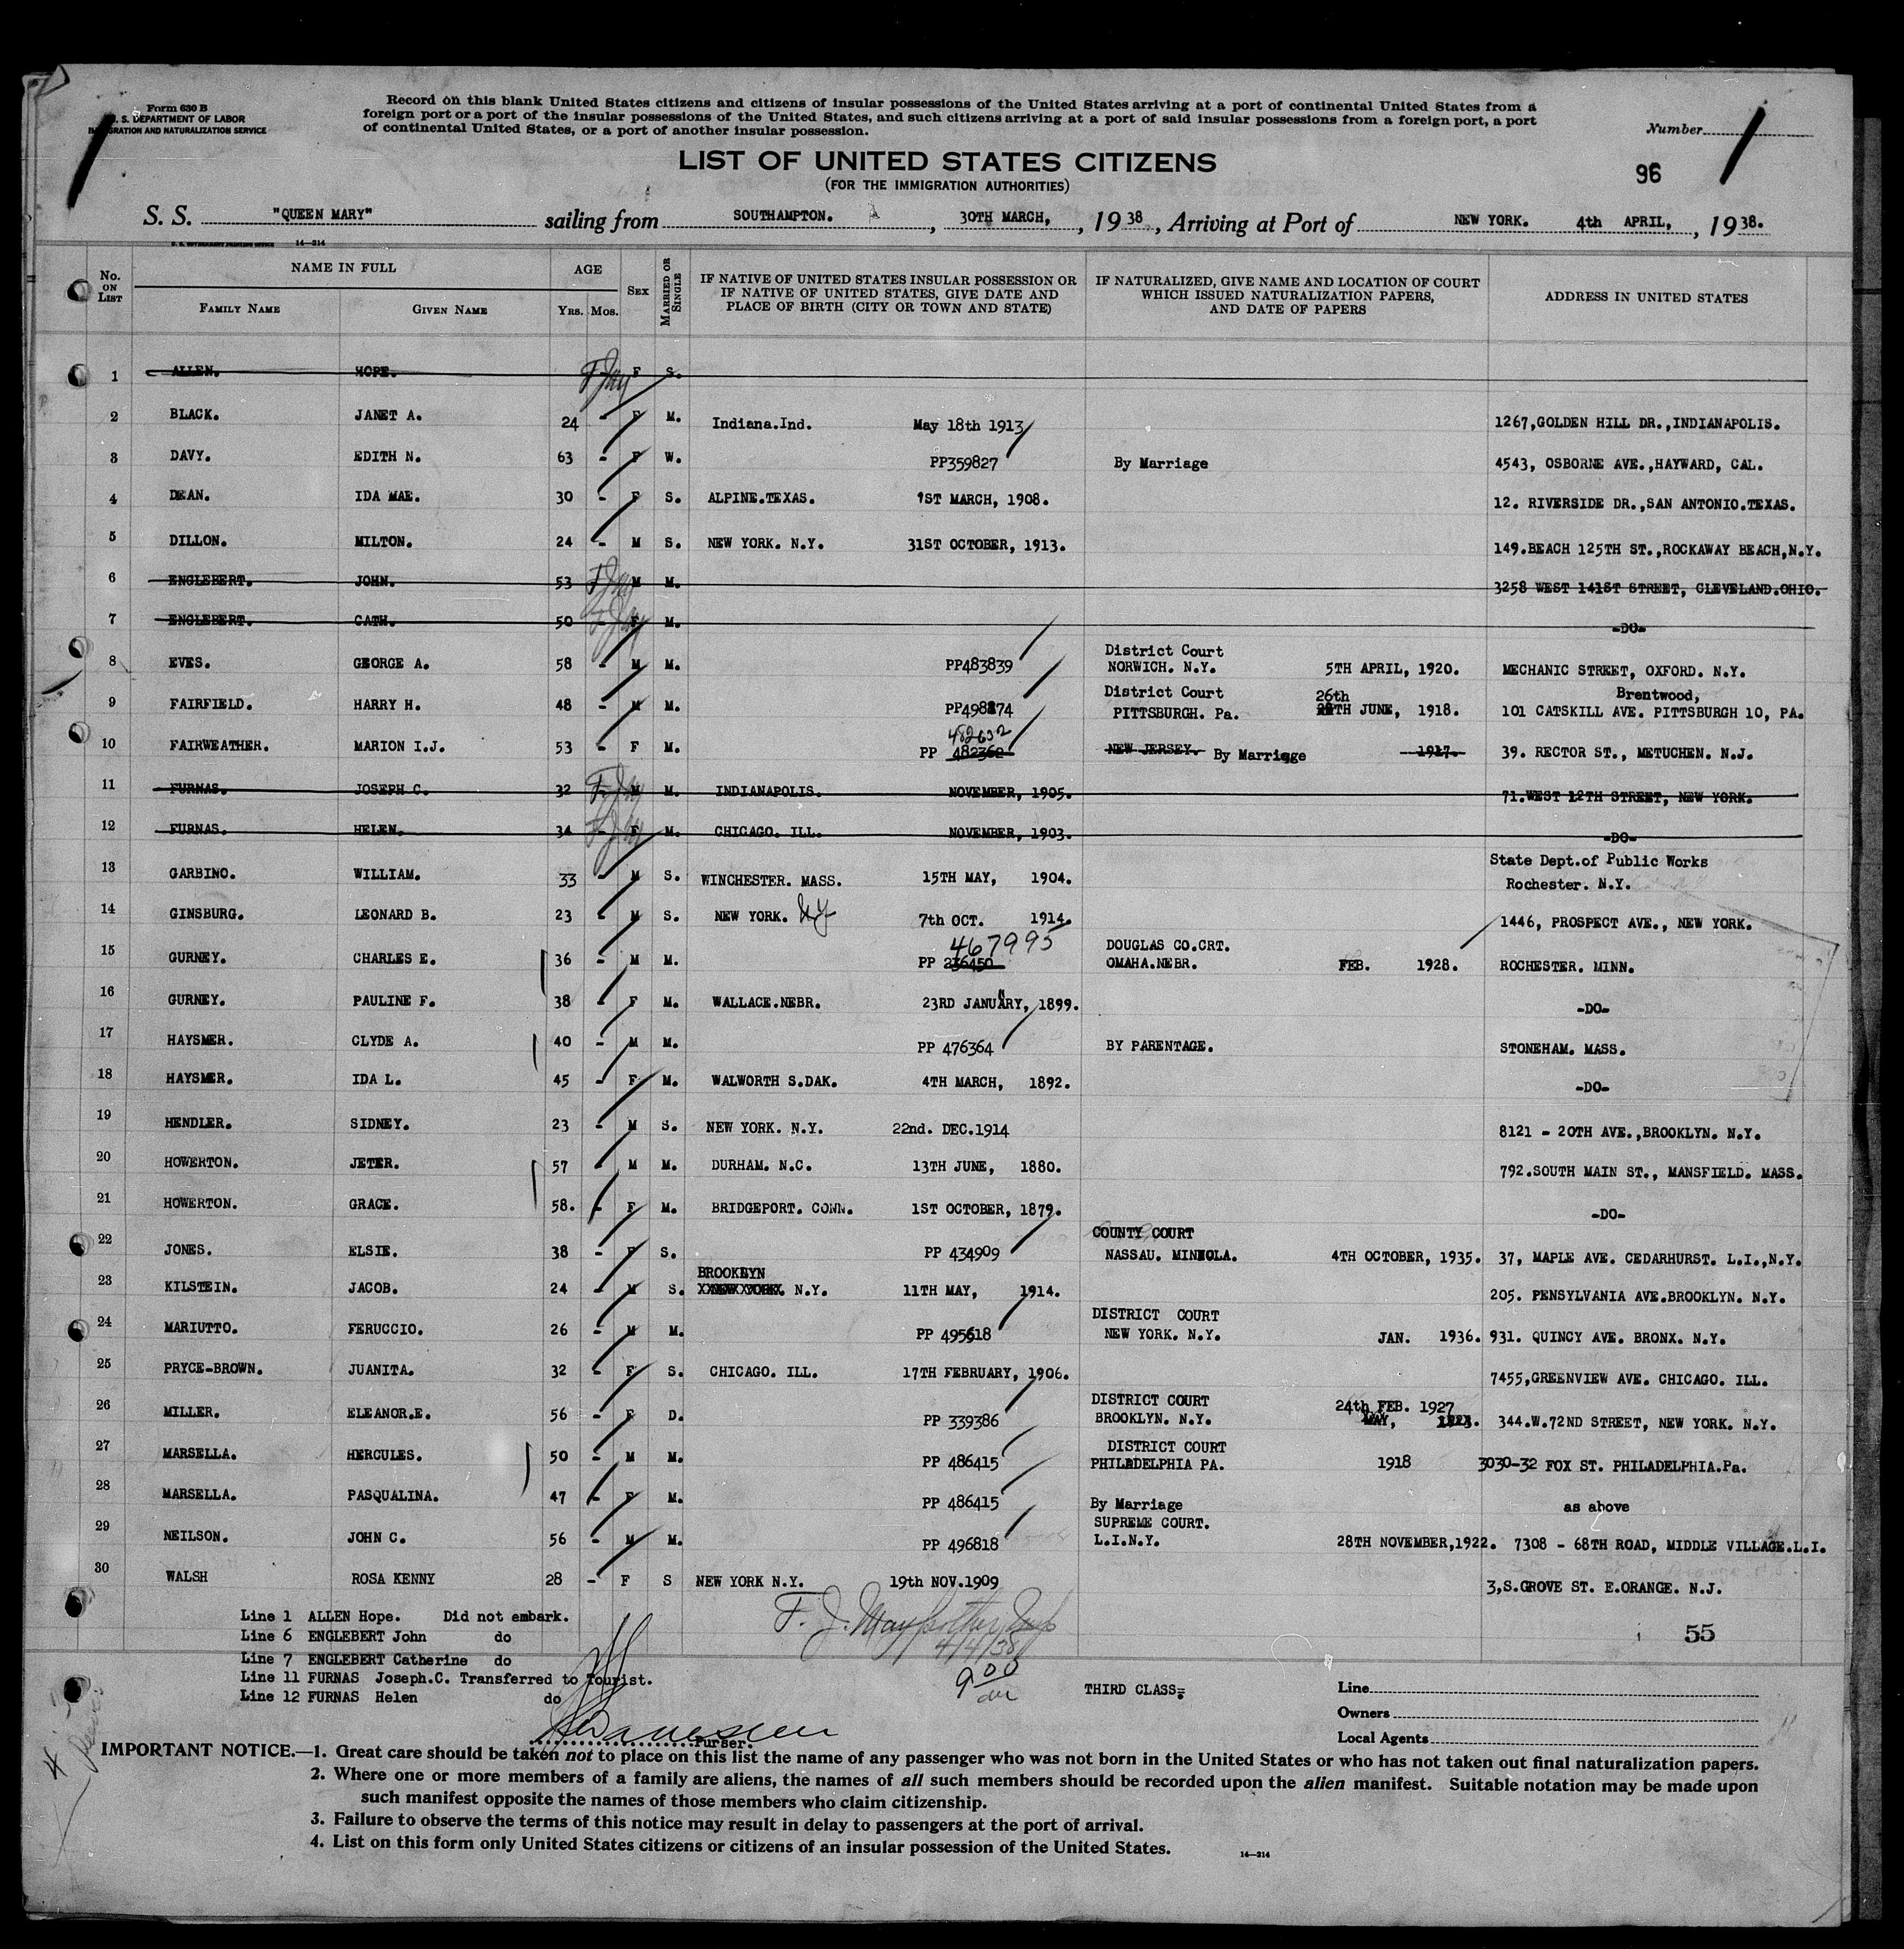 Form 630 B
U. S. DEPARTMENT OF LABOR
IMMIGRATION AND NATURALIZATION SERVICE
Record on this blank United States citizens and citizens of insular possessions of the United States arriving at a port of continental United States from a
foreign port or a port of the insular possessions of the United States, and such citizens arriving at a port of said insular possessions from a foreign port, a port
of continental United States, or a port of another insular possession.
Number
LIST OF UNITED STATES CITIZENS
(FOR THE IMMIGRATION AUTHORITIES)
96
S. S. "QUEEN MARY" sailing from SOUTHAMPTON. , 30TH MARCH, , 19 38 , Arriving at Port of NEW YORK. 4th APRIL, , 19 38.
U. S. GOVERNMENT PRINTING OFFICE 14—214
No. ON LIST NAME IN FULL AGE SEX MARRIED OR SINGLE IF NATIVE OF UNITED STATES INSULAR POSSESSION OR IF NATIVE OF UNITED STATES, GIVE DATE AND PLACE OF BIRTH (CITY OR TOWN AND STATE) IF NATURALIZED, GIVE NAME AND LOCATION OF COURT WHICH ISSUED NATURALIZATION PAPERS, AND DATE OF PAPERS ADDRESS IN UNITED STATES
FAMILY NAME GIVEN NAME YRS. MOS.
1 ALLEN. HOPE. F S.
2 BLACK. JANET A. 24 - F M. Indiana.Ind. May 18th 1913 1267,GOLDEN HILL DR.,INDIANAPOLIS.
3 DAVY. EDITH N. 63 - F W. PP359827 By Marriage 4543, OSBORNE AVE.,HAYWARD, CAL.
4 DEAN. IDA MAE. 30 - F S. ALPINE.TEXAS. 1ST MARCH, 1908. 12. RIVERSIDE DR.,SAN ANTONIO.TEXAS.
5 DILLON. MILTON. 24 - M S. NEW YORK. N.Y. 31ST OCTOBER, 1913. 149.BEACH 125TH ST.,ROCKAWAY BEACH,N.Y.
6 ENGLEBERT. JOHN. 53 M M. 3258 WEST 141ST STREET, CLEVELAND.OHIO.
7 ENGLEBERT. CATH. 50 F M. -DO-
District Court
8 EVES. GEORGE A. 58 - M M. PP483839 NORWICH. N.Y. 5TH APRIL, 1920. MECHANIC STREET, OXFORD. N.Y.
District Court 26th Brentwood,
9 FAIRFIELD. HARRY H. 48 - M M. PP498874 PITTSBURGH. Pa. TH JUNE, 1918. 101 CATSKILL AVE. PITTSBURGH 10, PA.
482632
10 FAIRWEATHER. MARION I.J. 53 - F M. PP 482362 NEW JERSEY. By Marriage 1917. 39. RECTOR ST., METUCHEN. N.J.
11 FURNAS. JOSEPH C. 32 M M. INDIANAPOLIS. NOVEMBER, 1905. 71.WEST 12TH STREET, NEW YORK.
12 FURNAS. HELEN. 34 F M. CHICAGO. ILL. NOVEMBER, 1903. -DO-
State Dept.of Public Works
13 GARBINO. WILLIAM. 33 - M S. WINCHESTER. MASS. 15TH MAY, 1904. Rochester. N.Y.
14 GINSBURG. LEONARD B. 23 - M S. NEW YORK. NY 7th OCT. 1914. 1446, PROSPECT AVE., NEW YORK.
467995 DOUGLAS CO.CRT.
15 GURNEY. CHARLES E. 36 - M M. PP 236450 OMAHA.NEBR. FEB. 1928. ROCHESTER. MINN.
16 GURNEY. PAULINE F. 38 - F M. WALLACE.NEBR. 23RD JANUARY, 1899. -DO-
17 HAYSMER. CLYDE A. 40 - M M. PP 476364 BY PARENTAGE. STONEHAM. MASS.
18 HAYSMER. IDA L. 45 - F M. WALWORTH S.DAK. 4TH MARCH, 1892. -DO-
19 HENDLER. SIDNEY. 23 - M S. NEW YORK. N.Y. 22nd. DEC.1914 8121 - 20TH AVE.,BROOKLYN. N.Y.
20 HOWERTON. JETER. 57 - M M. DURHAM. N.C. 13TH JUNE, 1880. 792.SOUTH MAIN ST., MANSFIELD. MASS.
21 HOWERTON. GRACE. 58. - F M. BRIDGEPORT. CONN. 1ST OCTOBER, 1879. -DO-
COUNTY COURT
22 JONES. ELSIE. 38 - F S. PP 434909 NASSAU. MINEOLA. 4TH OCTOBER, 1935. 37, MAPLE AVE. CEDARHURST. L.I.,N.Y.
BROOKLYN
23 KILSTEIN. JACOB. 24 - M S. NEW YORK. N.Y. 11TH MAY, 1914. 205. PENSYLVANIA AVE.BROOKLYN. N.Y.
DISTRICT COURT
24 MARIUTTO. FERUCCIO. 26 - M M. PP 495618 NEW YORK. N.Y. JAN. 1936. 931. QUINCY AVE. BRONX. N.Y.
25 PRYCE-BROWN. JUANITA. 32 - F S. CHICAGO. ILL. 17TH FEBRUARY, 1906. 7455,GREENVIEW AVE. CHICAGO. ILL.
DISTRICT COURT 24th FEB. 1927
26 MILLER. ELEANOR.E. 56 - F D. PP 339386 BROOKLYN. N.Y. MAY, 344.W.72ND STREET, NEW YORK. N.Y.
DISTRICT COURT
27 MARSELLA. HERCULES. 50 - M M. PP 486415 PHILADELPHIA PA. 1918 3030-32 FOX ST. PHILADELPHIA.Pa.
28 MARSELLA. PASQUALINA. 47 - F M. PP 486415 By Marriage as above
SUPREME COURT.
29 NEILSON. JOHN C. 56 - M M. PP 496818 L.I.N.Y. 28TH NOVEMBER,1922. 7308 - 68TH ROAD, MIDDLE VILLAGE.L.I.
30 WALSH ROSA KENNY 28 - F S NEW YORK N.Y. 19th NOV.1909 3,S.GROVE ST. E.ORANGE. N.J.
Line 1 ALLEN Hope. Did not embark.
Line 6 ENGLEBERT John do
Line 7 ENGLEBERT Catherine do
Line 11 FURNAS Joseph.C. Transferred to Tourist.
Line 12 FURNAS Helen do
F. J.
4/4/38
9 00
am
55
THIRD CLASS.
Line
Owners
Local Agents
Purser.
IMPORTANT NOTICE.—1. Great care should be taken not to place on this list the name of any passenger who was not born in the United States or who has not taken out final naturalization papers.
2. Where one or more members of a family are aliens, the names of all such members should be recorded upon the alien manifest. Suitable notation may be made upon
such manifest opposite the names of those members who claim citizenship.
3. Failure to observe the terms of this notice may result in delay to passengers at the port of arrival.
4. List on this form only United States citizens or citizens of an insular possession of the United States.
14—214